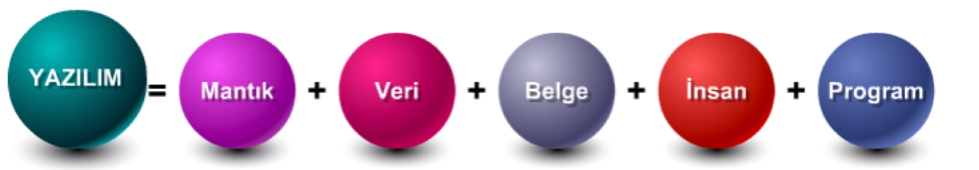 YAZILIM = Mantık + Veri + Belge + İnsan + Program